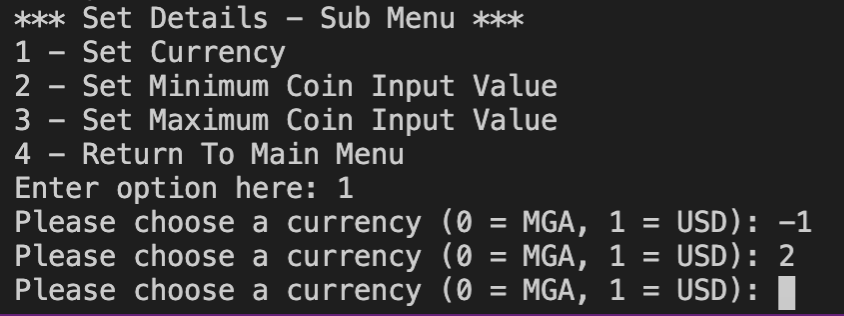 *** Set Details – Sub Menu ***
1 – Set Currency
2 – Set Minimum Coin Input Value
3 – Set Maximum Coin Input Value
4 – Return To Main Menu
Enter option here: 1
Please choose a currency (0 = MGA, 1 = USD): -1
Please choose a currency (0 = MGA, 1 = USD): 2
Please choose a currency (0 = MGA, 1 = USD):